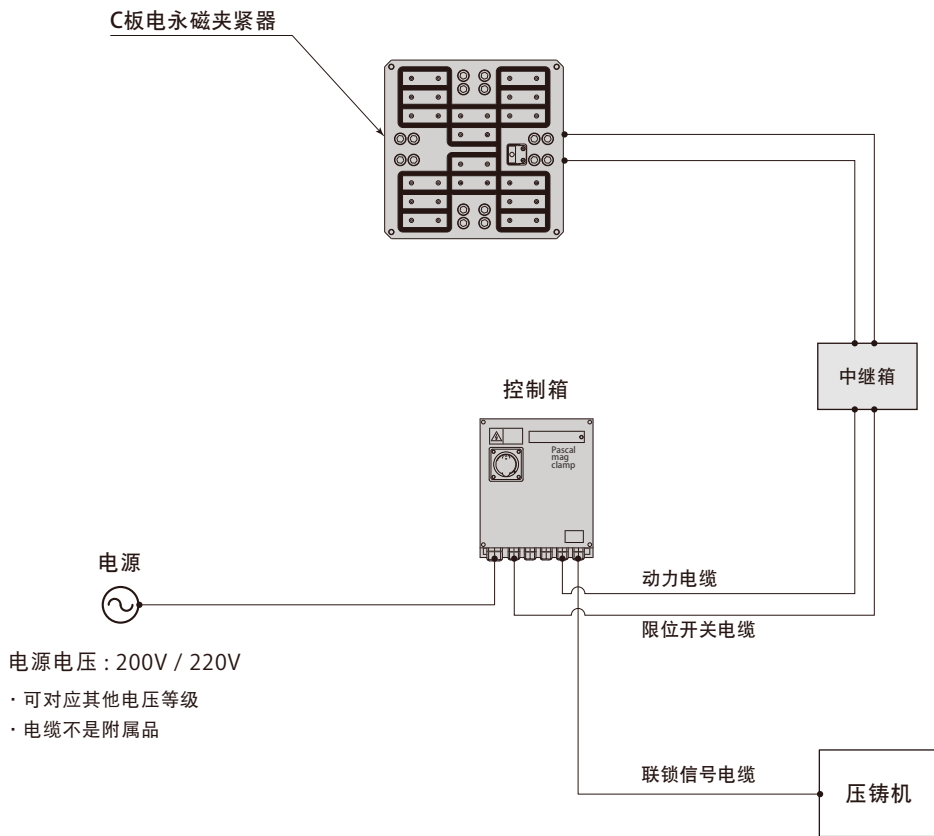 C板电永磁夹紧器
中继箱
控制箱
Pascal
mag
clamp
电源
动力电缆
限位开关电缆
电源电压 : 200V / 220V
・可对应其他电压等级
・电缆不是附属品
联锁信号电缆
压铸机